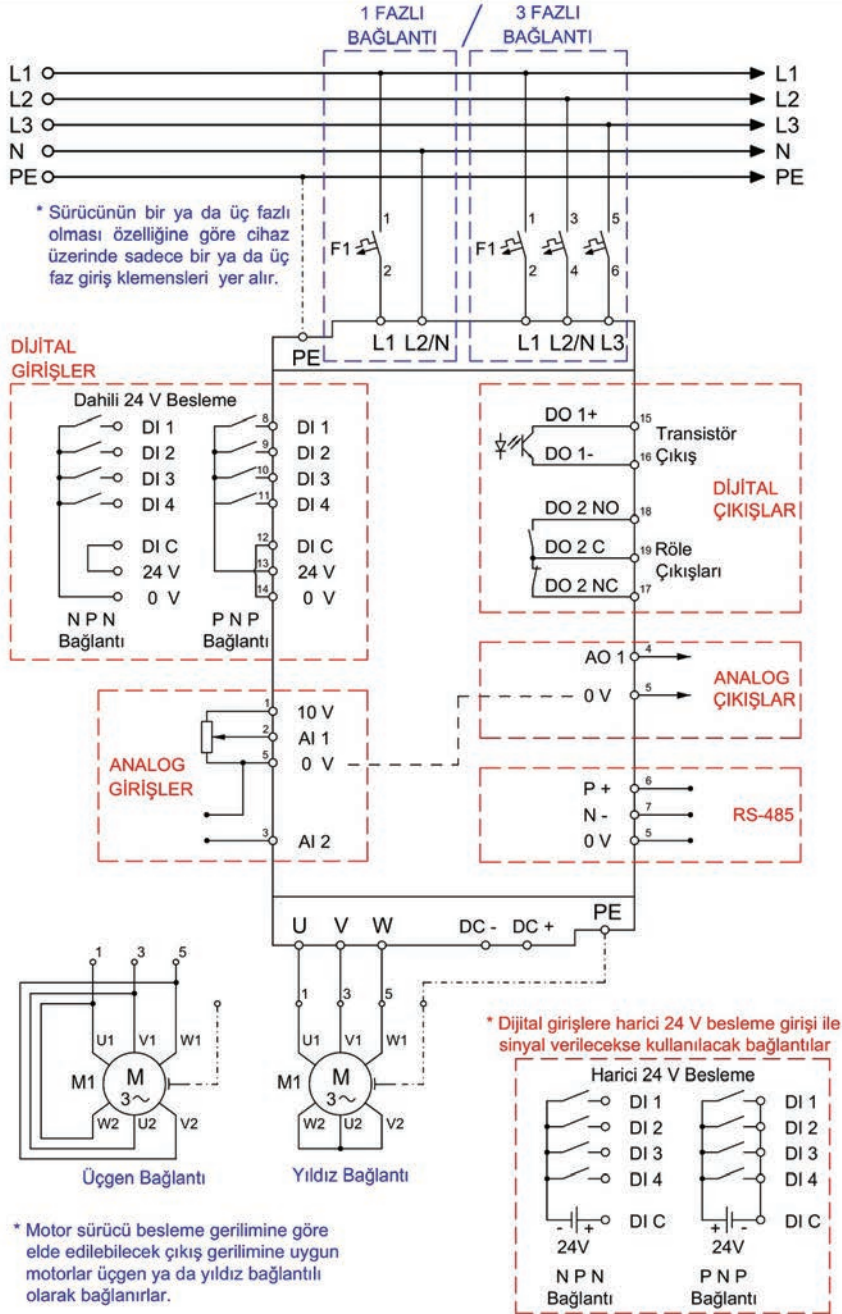 1 FAZLI BAĞLANTI / 3 FAZLI BAĞLANTI
L1 L1
L2 L2
L3 L3
N N
PE PE
* Sürücünün bir ya da üç fazlı
olması özelliğine göre cihaz
üzerinde sadece bir ya da üç
faz giriş klemensleri yer alır.
F1 1 2
F1 1 3 5
2 4 6
PE L1 L2/N L1 L2/N L3
DİJİTAL
GİRİŞLER
Dahili 24 V Besleme
DI 1 8 DI 1
DI 2 9 DI 2
DI 3 10 DI 3
DI 4 11 DI 4
DI C 12 DI C
24 V 13 24 V
0 V 14 0 V
N P N P N P
Bağlantı Bağlantı
DO 1+ 15 Transistör
DO 1- 16 Çıkış
DİJİTAL
ÇIKIŞLAR
DO 2 NO 18
DO 2 C 19 Röle
Çıkışları
DO 2 NC 17
ANALOG
GİRİŞLER
1 10 V
2 AI 1
5 0 V
3 AI 2
AO 1 4
0 V 5
ANALOG
ÇIKIŞLAR
P + 6
N - 7
0 V 5
RS-485
U V W DC - DC + PE
1 3 5
U1 V1 W1
M1 M
3~
W2 U2 V2
Üçgen Bağlantı
1 3 5
U1 V1 W1
M1 M
3~
W2 U2 V2
Yıldız Bağlantı
* Motor sürücü besleme gerilimine göre
elde edilebilecek çıkış gerilimine uygun
motorlar üçgen ya da yıldız bağlantılı
olarak bağlanırlar.
* Dijital girişlere harici 24 V besleme girişi ile
sinyal verilecekse kullanılacak bağlantılar
Harici 24 V Besleme
DI 1 DI 1
DI 2 DI 2
DI 3 DI 3
DI 4 DI 4
- + DI C + - DI C
24V 24V
N P N P N P
Bağlantı Bağlantı